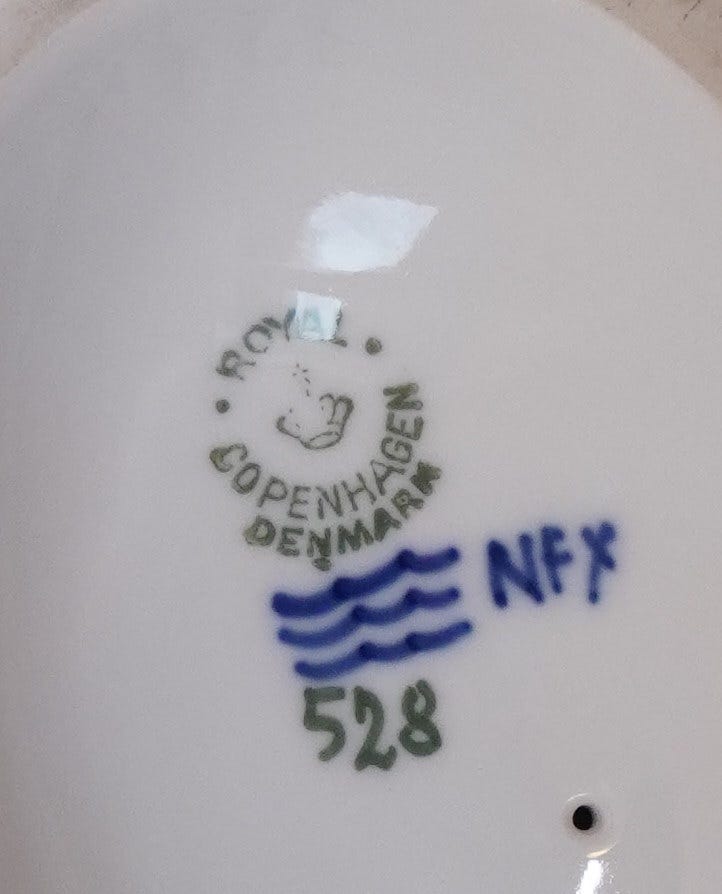 ROYAL
COPENHAGEN
DENMARK
NFX
528